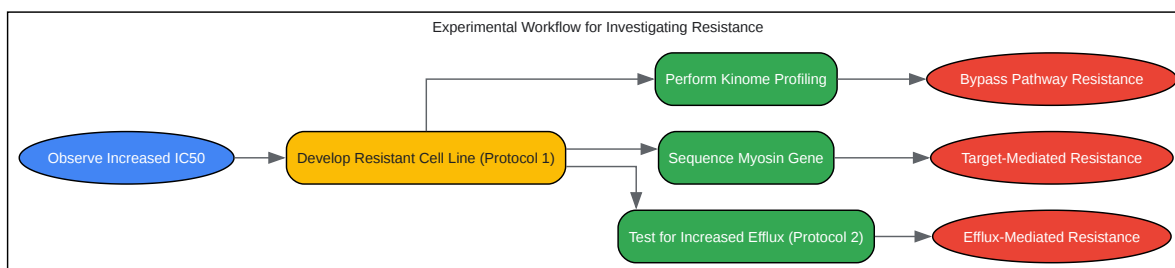 Experimental Workflow for Investigating Resistance
Perform Kinome Profiling
Bypass Pathway Resistance
Observe Increased IC50
Develop Resistant Cell Line (Protocol 1)
Sequence Myosin Gene
Target-Mediated Resistance
Test for Increased Efflux (Protocol 2)
Efflux-Mediated Resistance